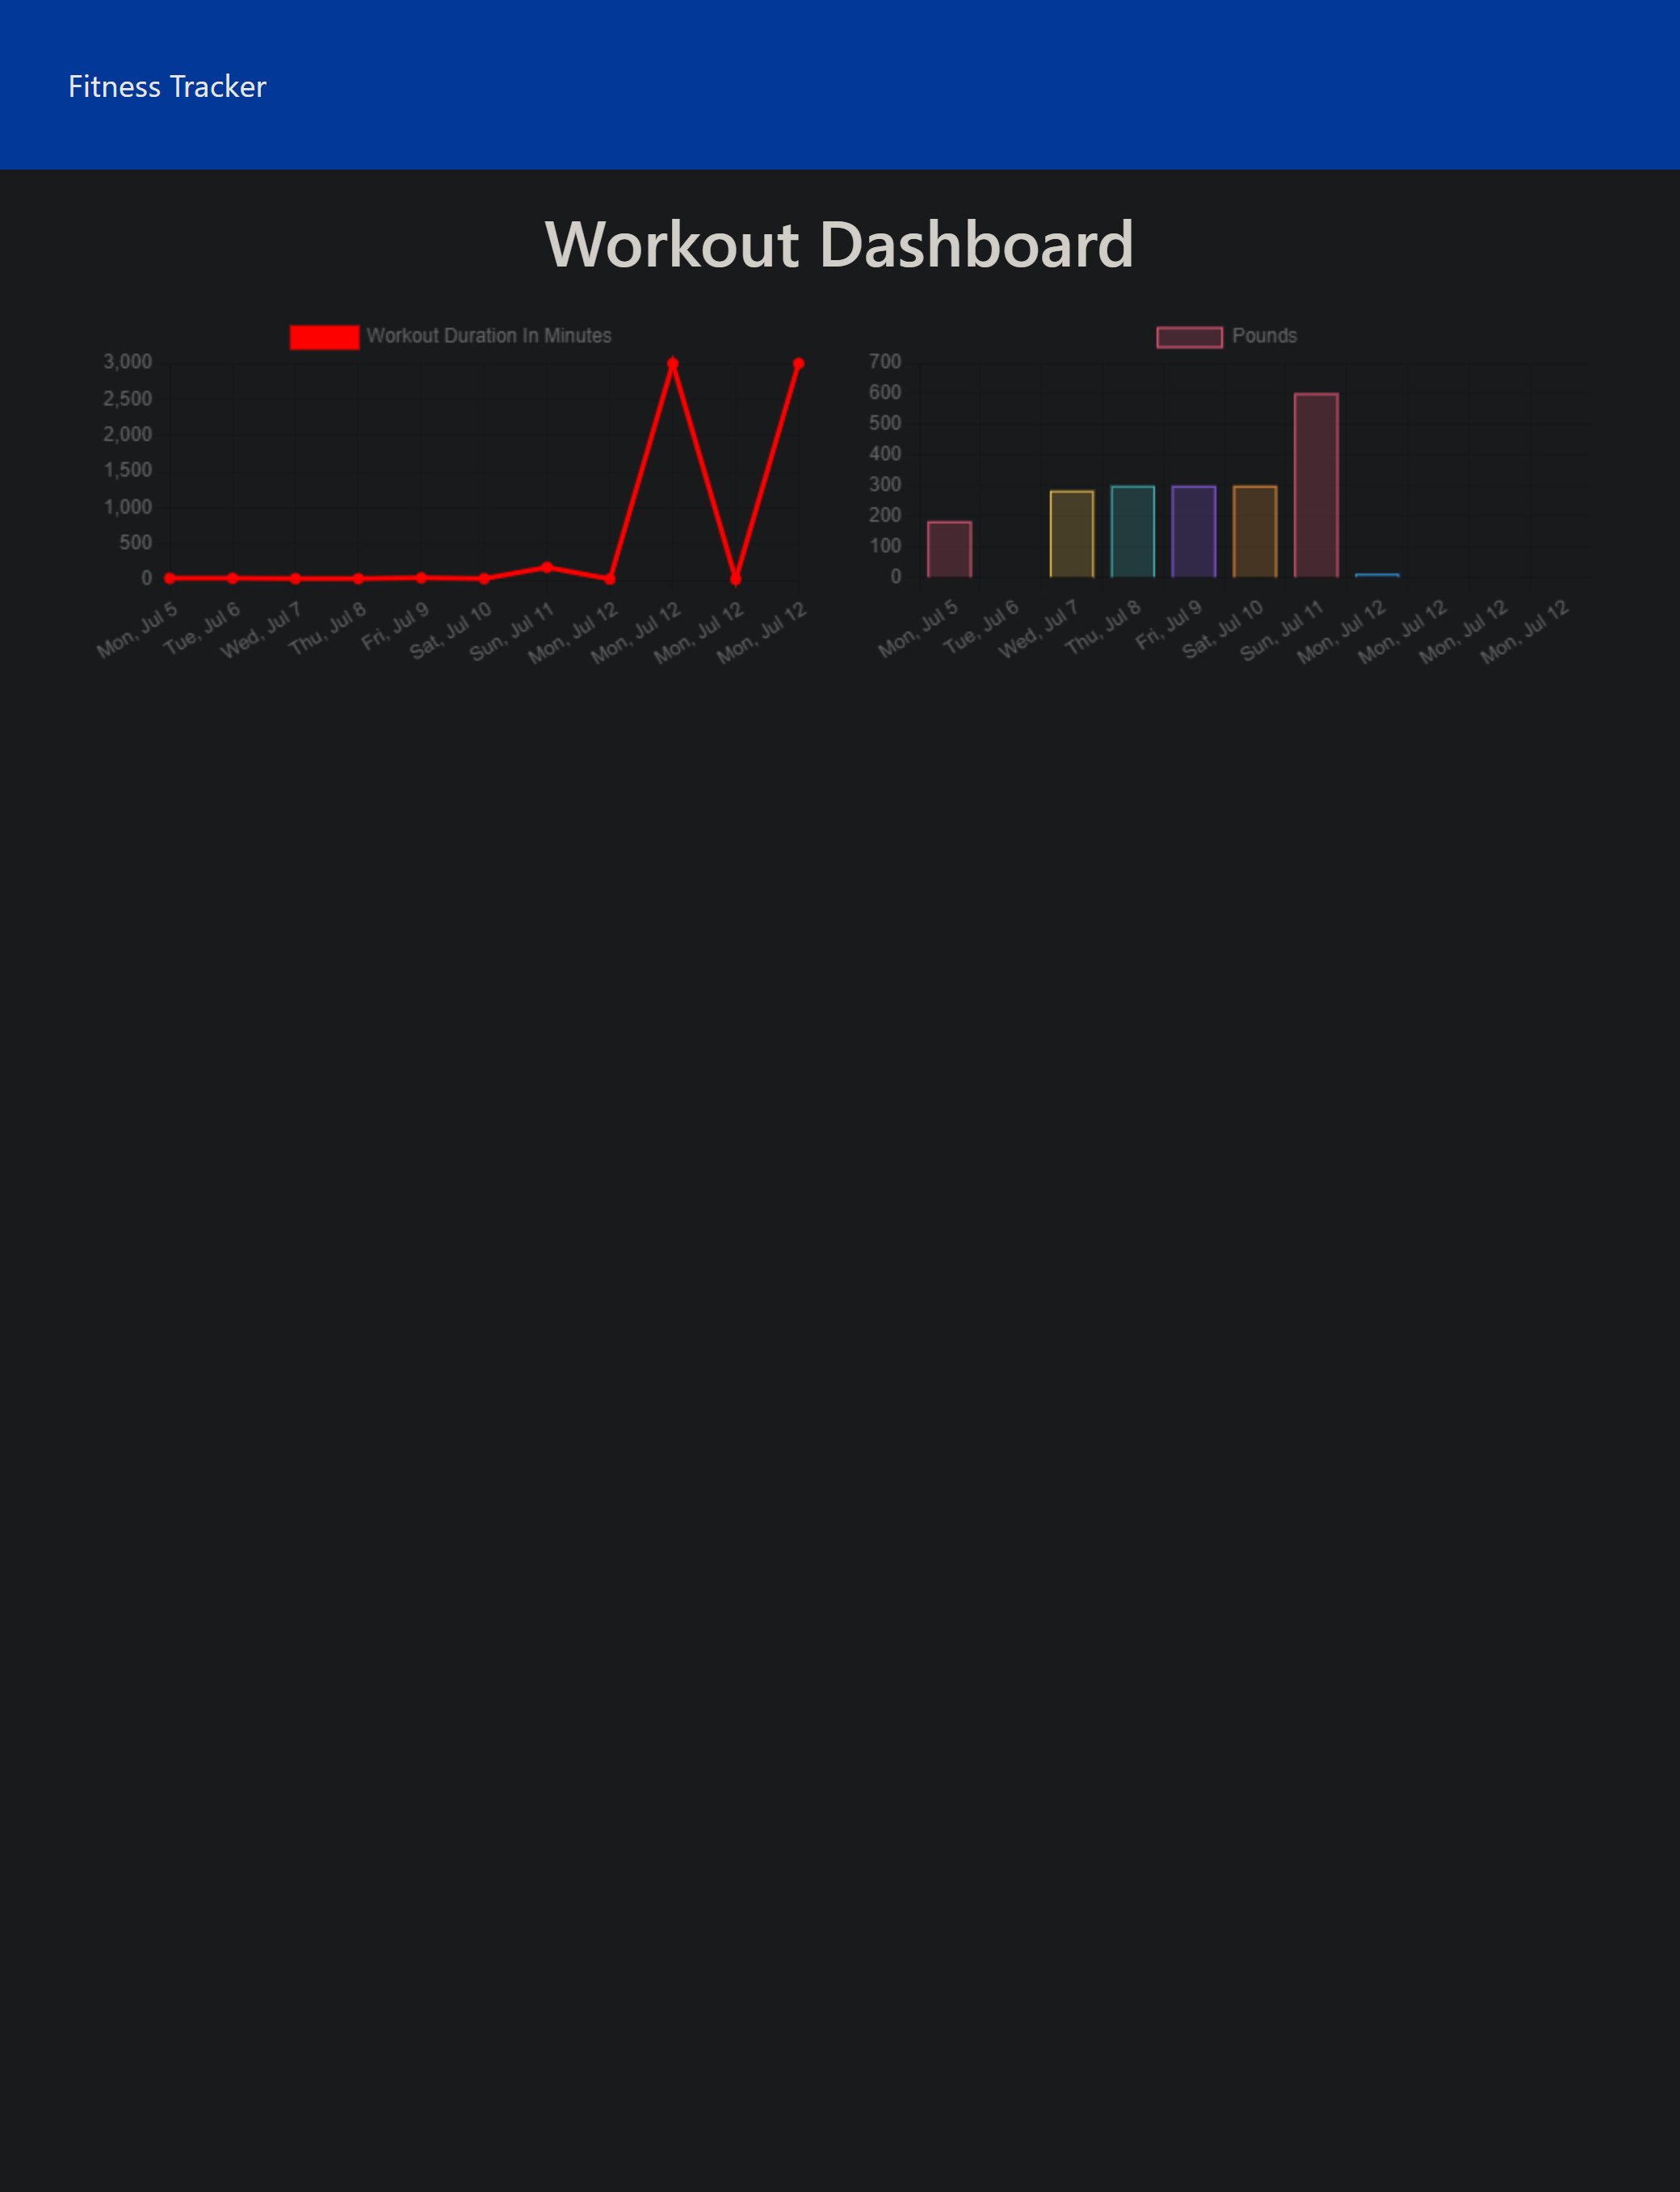 Fitness Tracker
Workout Dashboard
Workout Duration In Minutes
3,000
2,500
2,000
1,500
1,000
500
0
Mon, Jul 5
Tue, Jul 6
Wed, Jul 7
Thu, Jul 8
Fri, Jul 9
Sat, Jul 10
Sun, Jul 11
Mon, Jul 12
Mon, Jul 12
Mon, Jul 12
Mon, Jul 12
Pounds
700
600
500
400
300
200
100
0
Mon, Jul 5
Tue, Jul 6
Wed, Jul 7
Thu, Jul 8
Fri, Jul 9
Sat, Jul 10
Sun, Jul 11
Mon, Jul 12
Mon, Jul 12
Mon, Jul 12
Mon, Jul 12